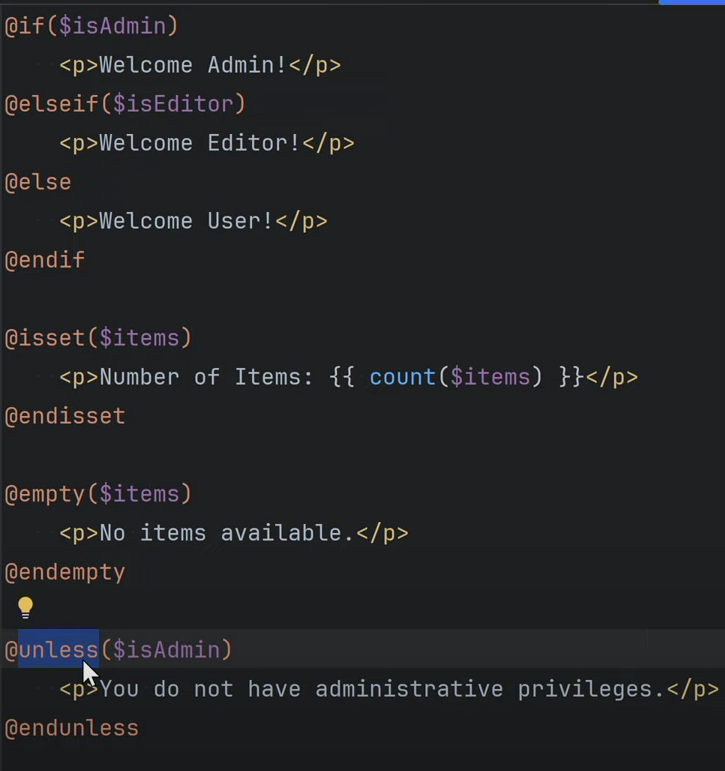 @if($isAdmin)
<p>Welcome Admin!</p>
@elseif($isEditor)
<p>Welcome Editor!</p>
@else
<p>Welcome User!</p>
@endif
@isset($items)
<p>Number of Items: {{ count($items) }}</p>
@endisset
@empty($items)
<p>No items available.</p>
@endempty
@unless($isAdmin)
<p>You do not have administrative privileges.</p>
@endunless